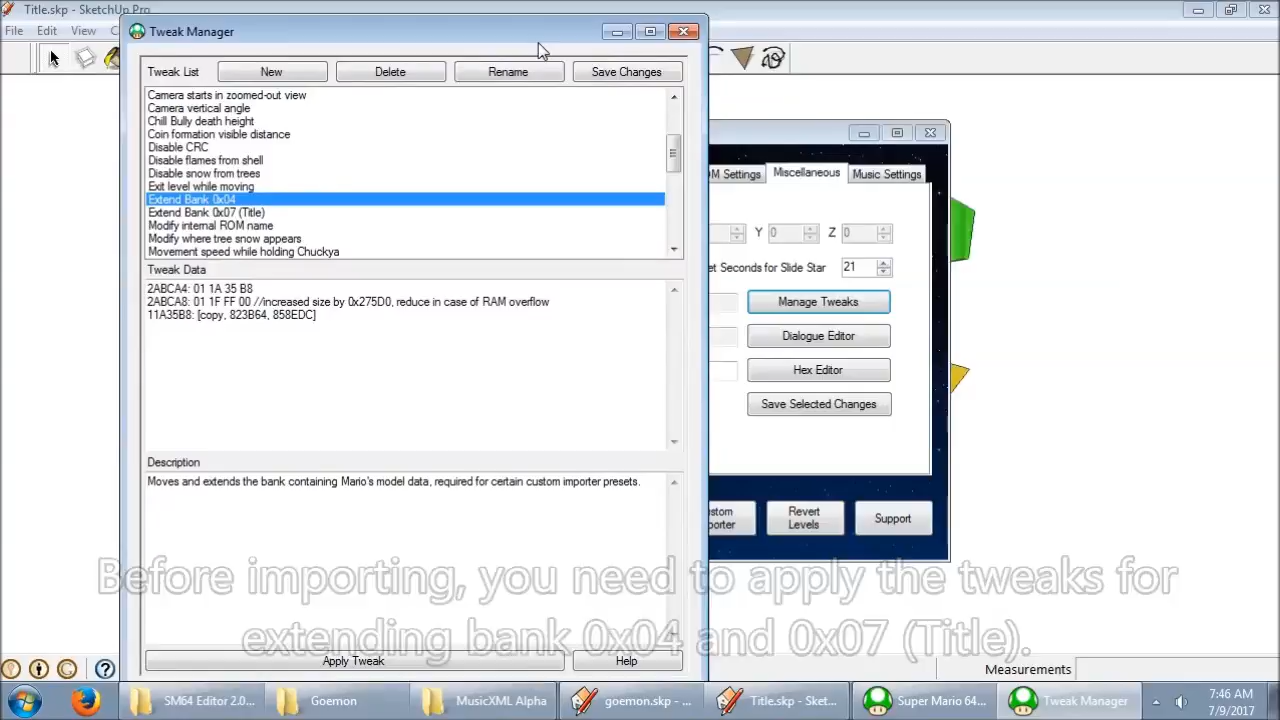 Title.skp - SketchUp Pro
File Edit View
Tweak Manager
Tweak List New Delete Rename Save Changes
Camera starts in zoomed-out view
Camera vertical angle
Chill Bully death height
Coin formation visible distance
Disable CRC
Disable flames from shell
Disable snow from trees
Exit level while moving
Extend Bank 0x04
Extend Bank 0x07 (Title)
Modify internal ROM name
Modify where tree snow appears
Movement speed while holding Chuckya
Tweak Data
2ABCA4: 01 1A 35 B8
2ABCA8: 01 1F FF 00 //increased size by 0x275D0, reduce in case of RAM overflow
11A35B8: [copy, 823B64, 858EDC]
Description
Moves and extends the bank containing Mario's model data, required for certain custom importer presets.
Apply Tweak Help
Miscellaneous Music Settings
Y 0 Z 0
Seconds for Slide Star 21
Manage Tweaks
Dialogue Editor
Hex Editor
Save Selected Changes
Revert
Levels
Support
Before importing, you need to apply the tweaks for
extending bank 0x04 and 0x07 (Title).
Measurements
SM64 Editor 2.0... Goemon MusicXML Alpha goemon.skp - ... Title.skp - Sket... Super Mario 64... Tweak Manager
7:46 AM
7/9/2017